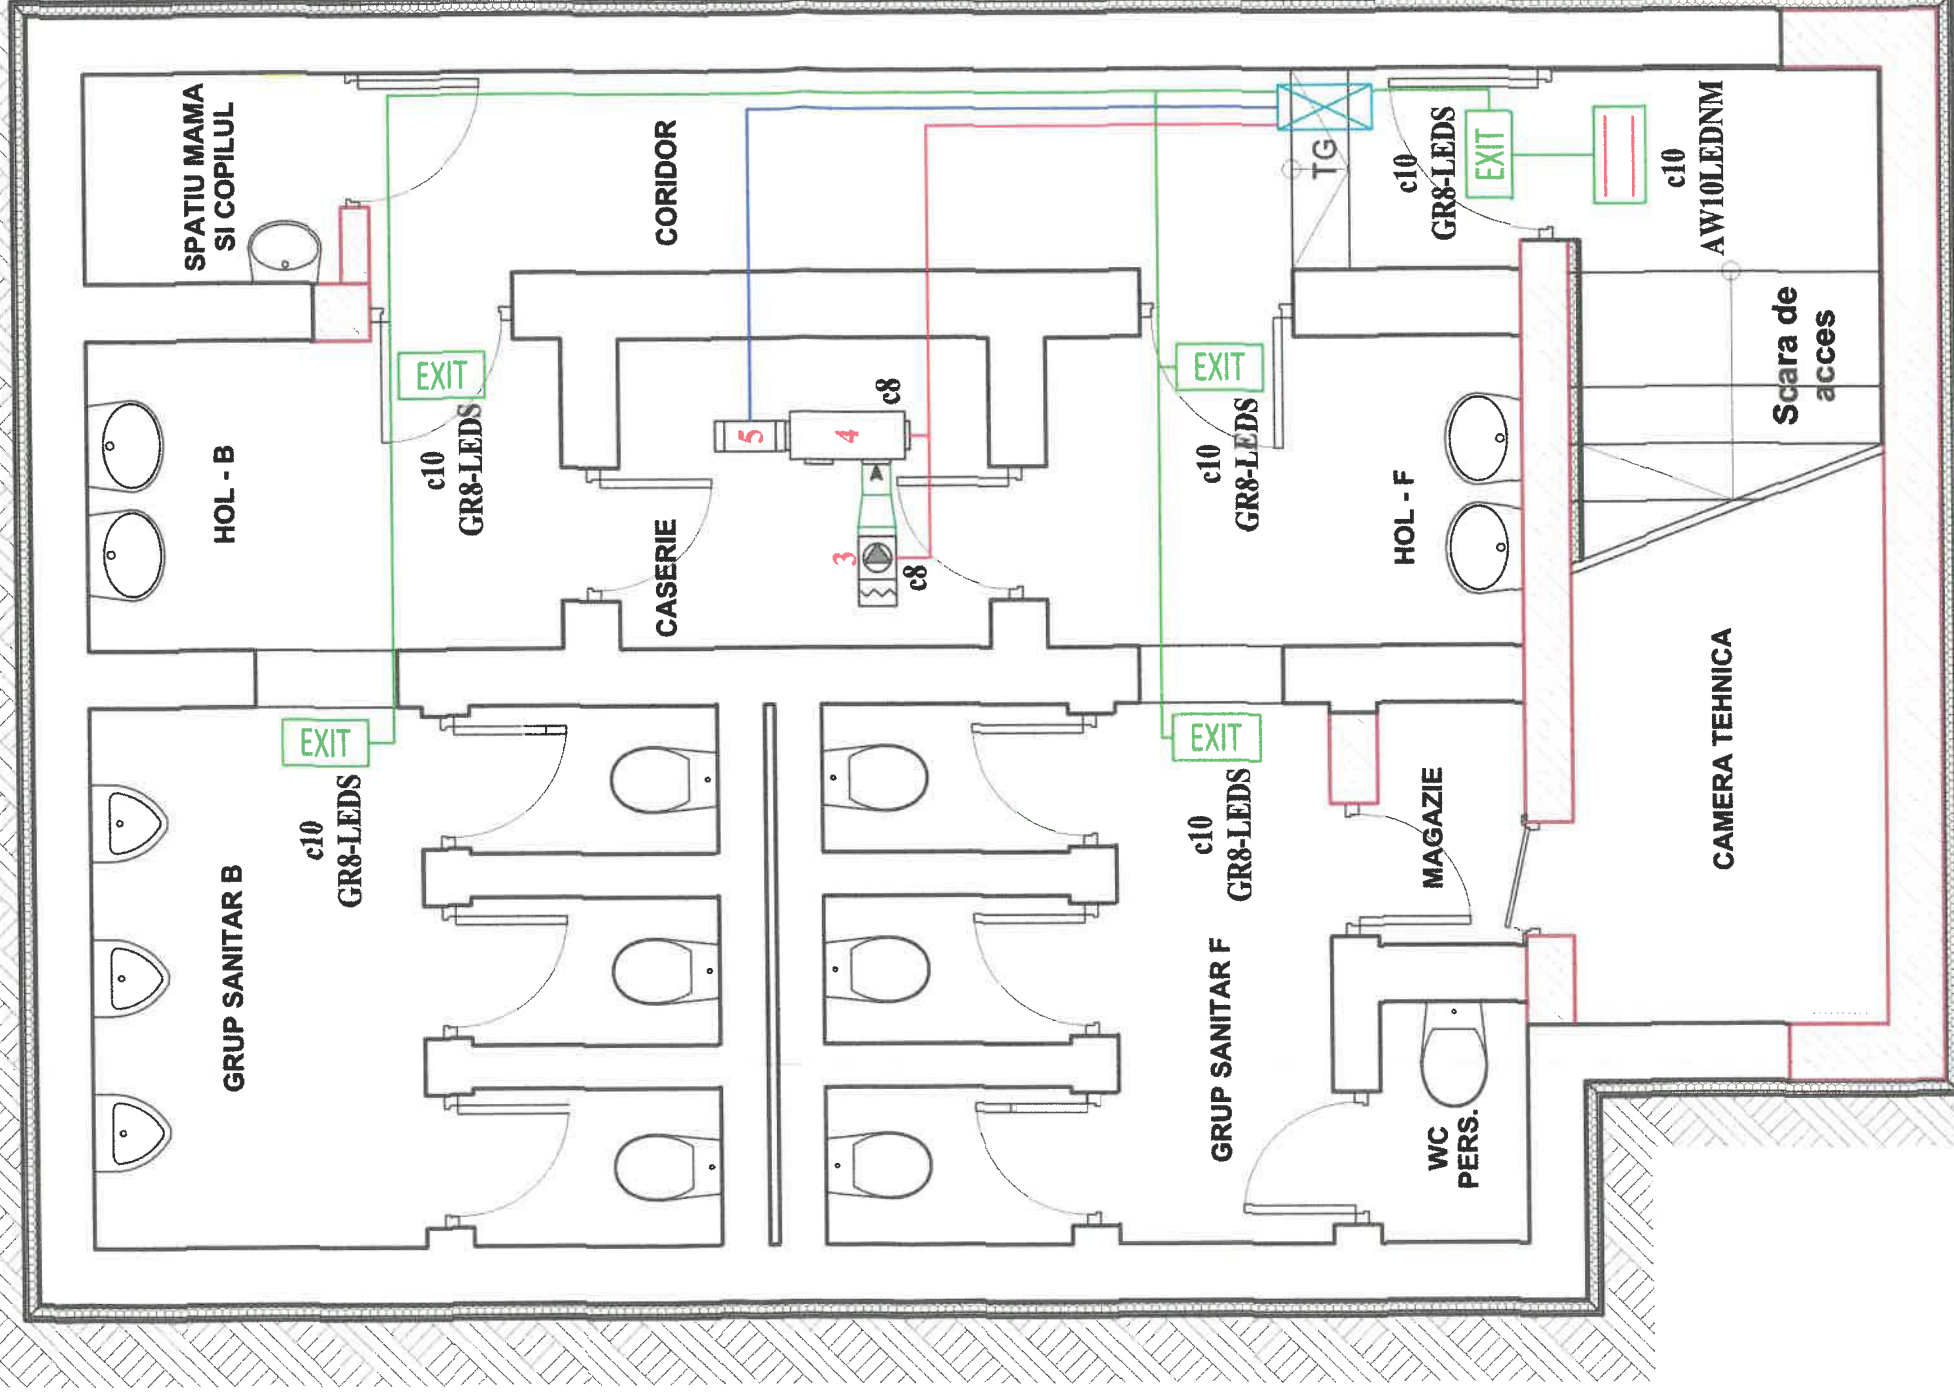 SPATIU MAMA
SI COPILUL
CORIDOR
TG
c10
GR8-LEDS
EXIT
c10
AW10LEDNM
HOL - B
EXIT
c10
GR8-LEDS
CASERIE
5
4
c8
3
c8
EXIT
c10
GR8-LEDS
HOL - F
Scara de
acces
GRUP SANITAR B
EXIT
c10
GR8-LEDS
GRUP SANITAR F
EXIT
c10
GR8-LEDS
MAGAZIE
WC
PERS.
CAMERA TEHNICA